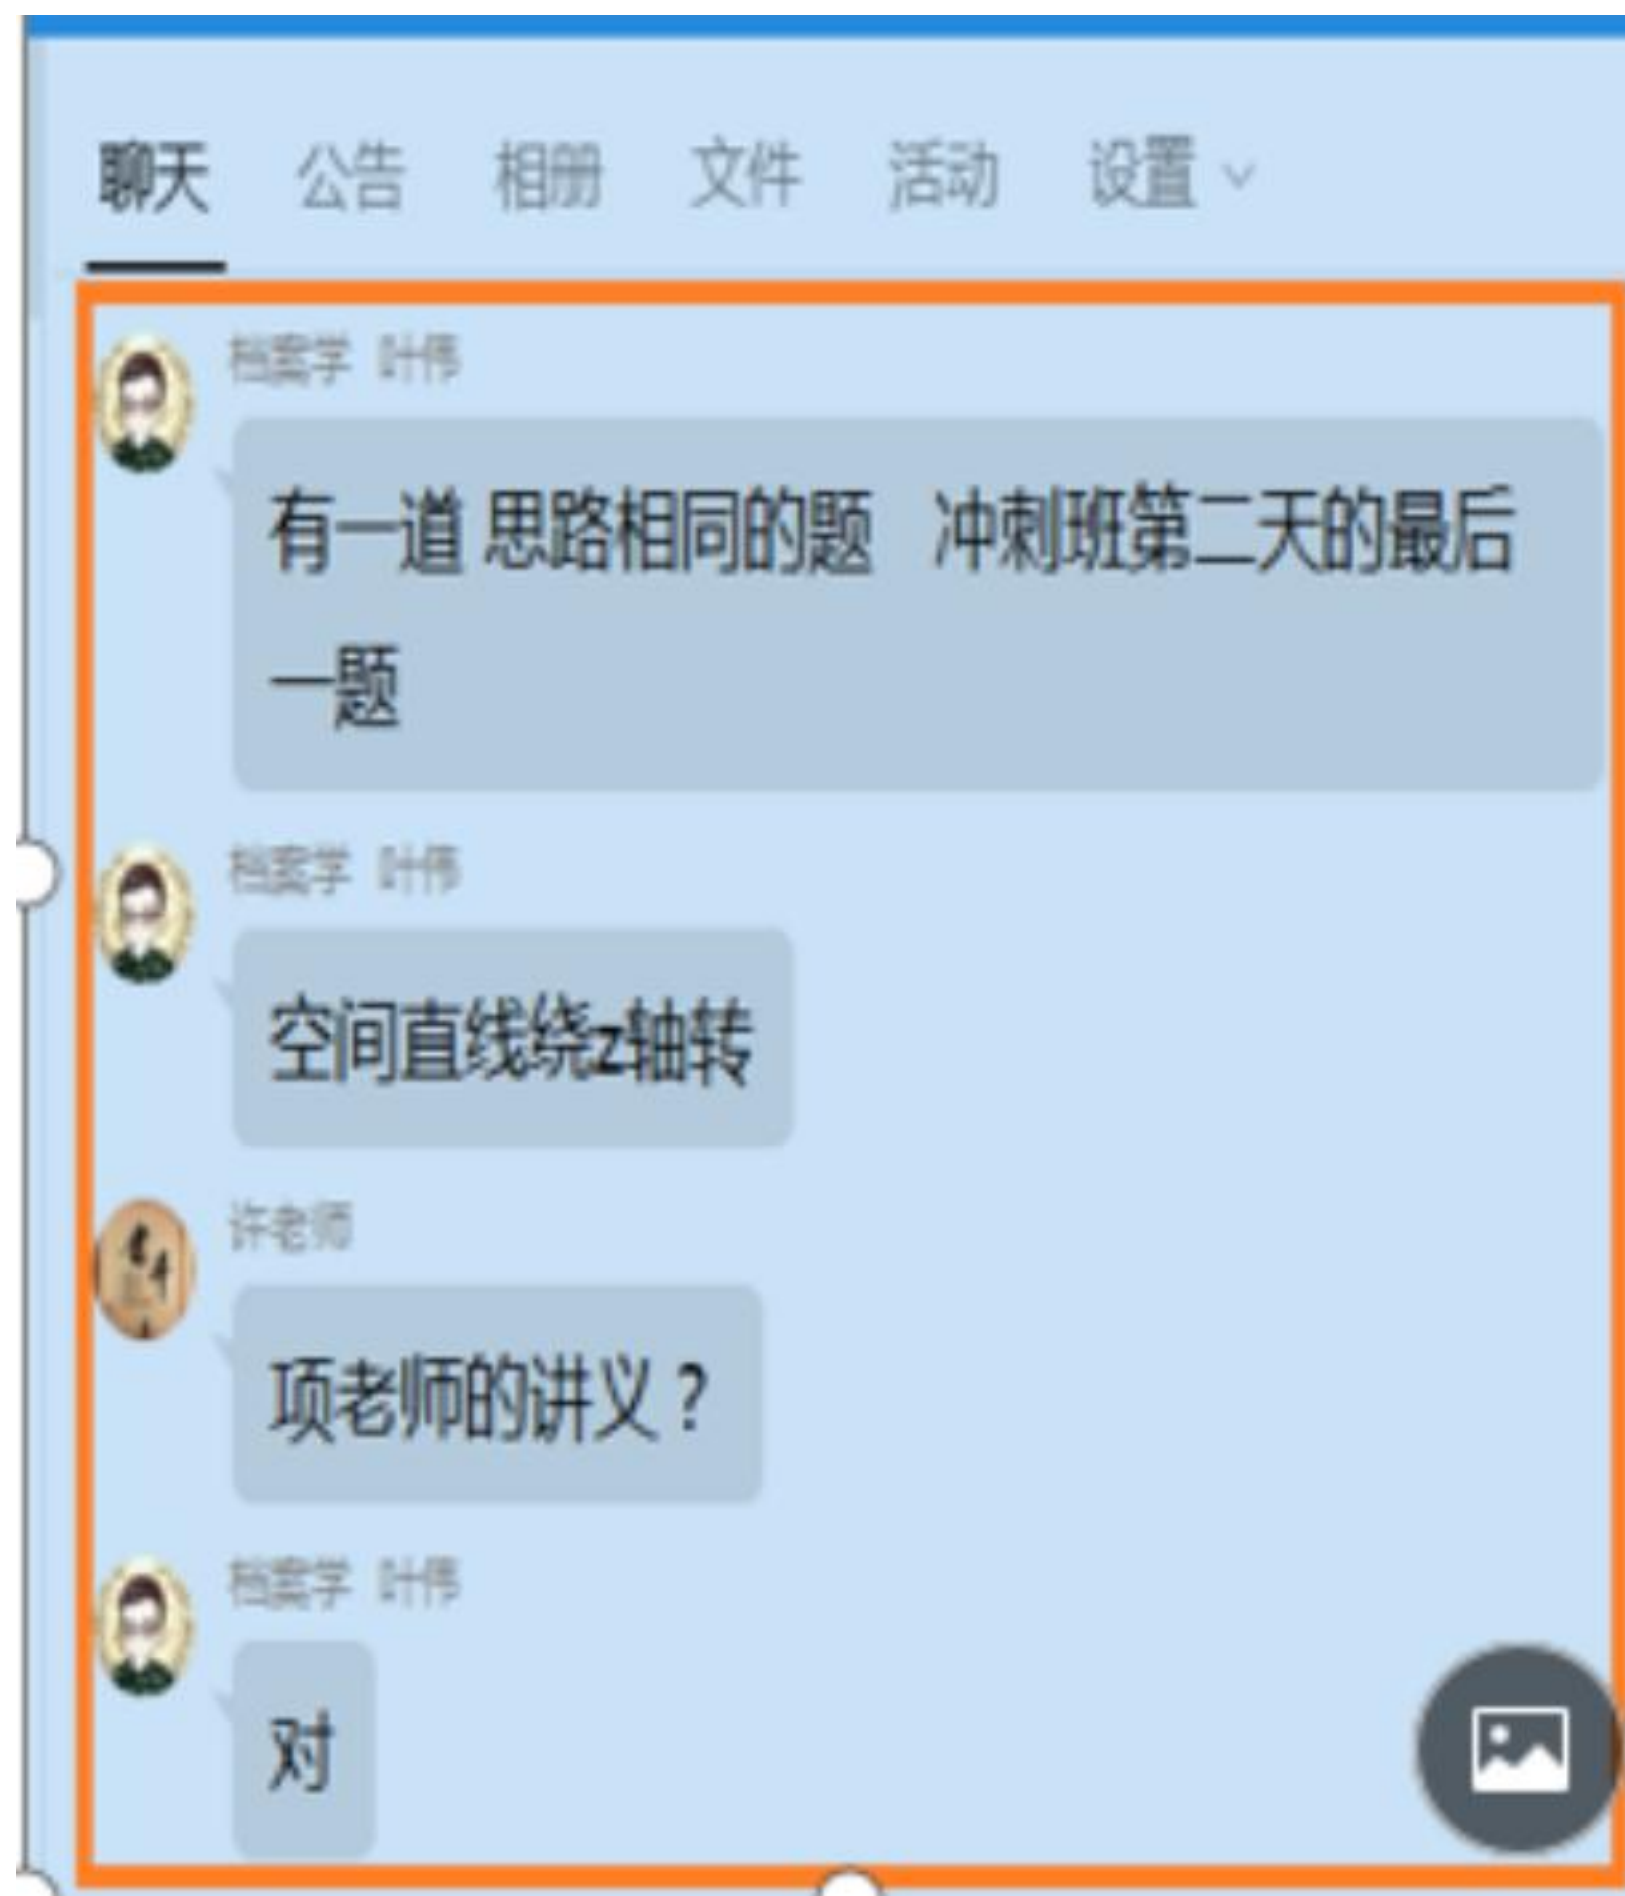 聊天 公告 相册 文件 活动 设置
档案学 叶伟
有一道 思路相同的题 冲刺班第二天的最后
一题
档案学 叶伟
空间直线绕z轴转
许老师
项老师的讲义？
档案学 叶伟
对